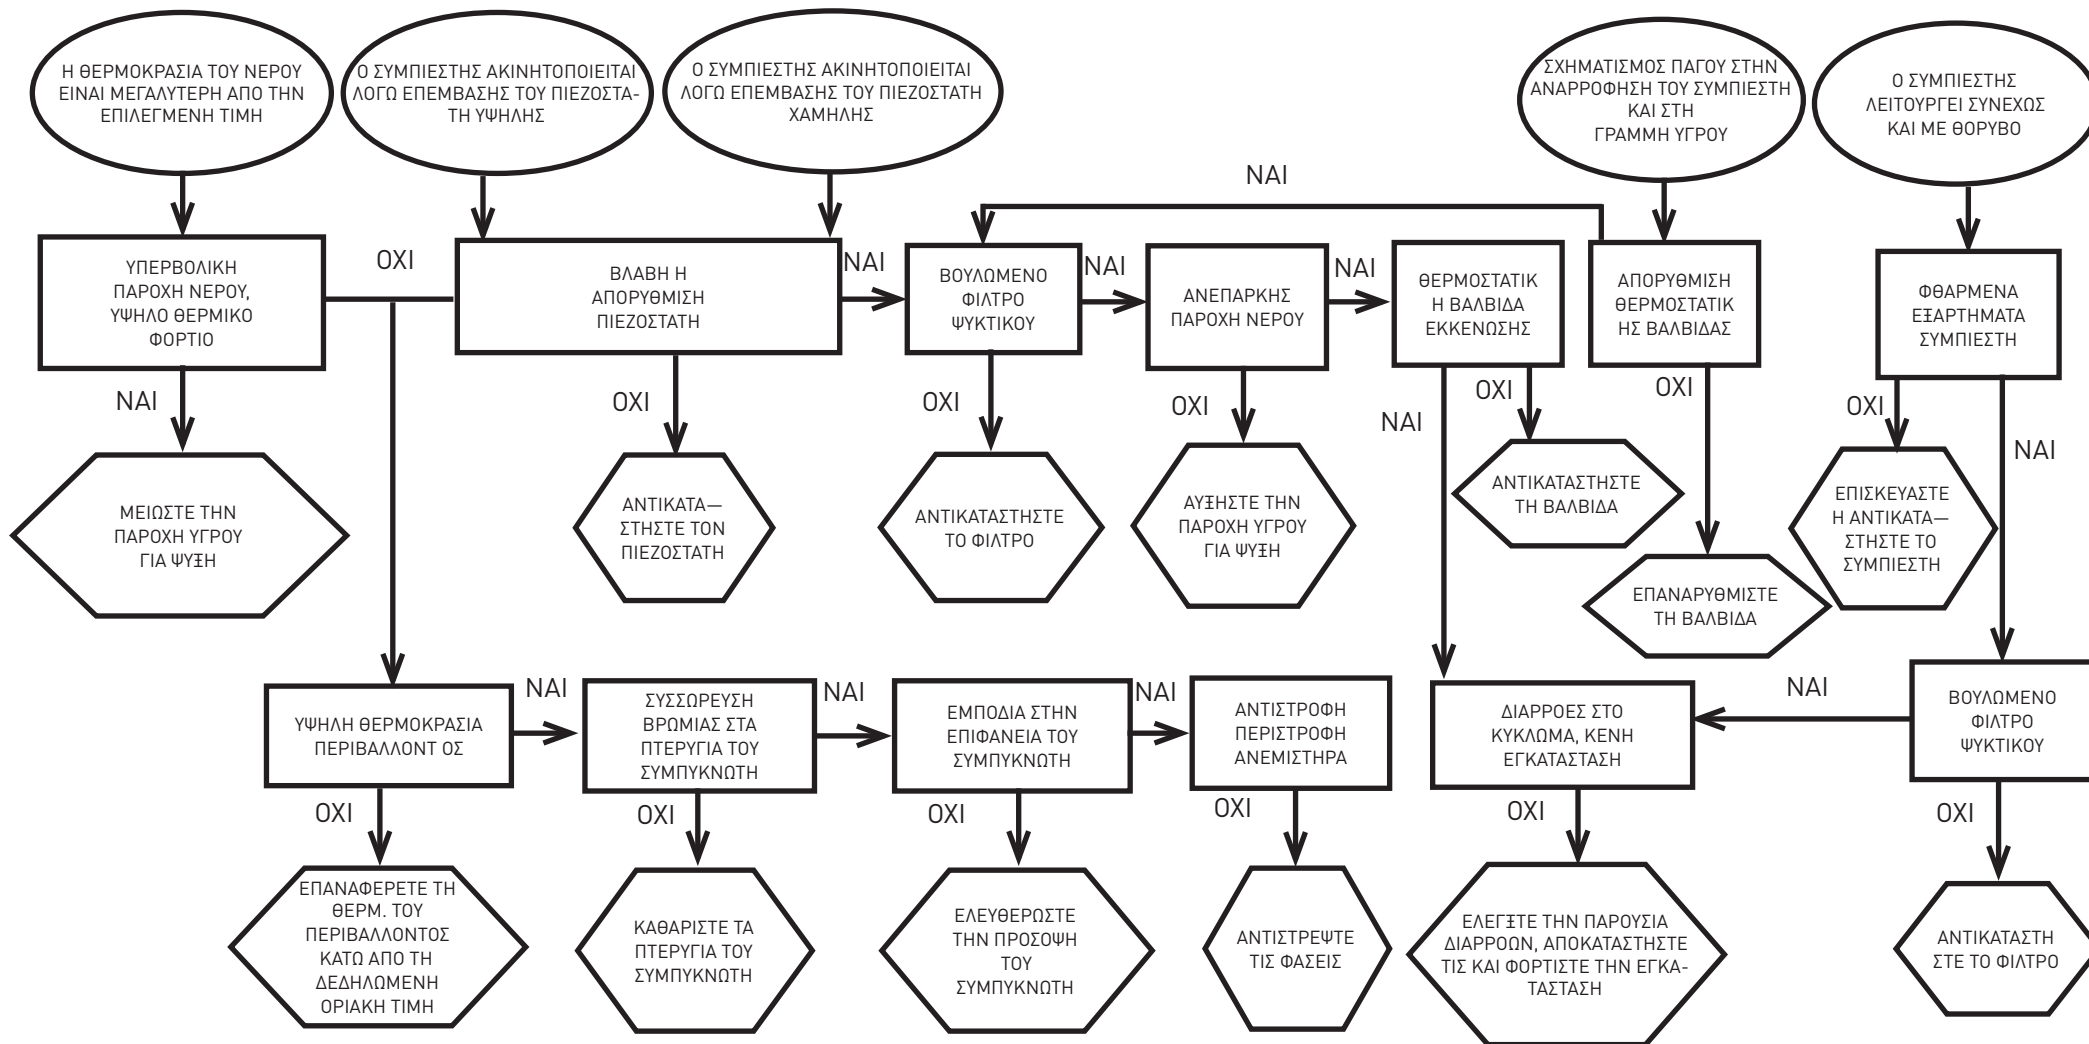 Η ΘΕΡΜΟΚΡΑΣΙΑ ΤΟΥ ΝΕΡΟΥ
ΕΙΝΑΙ ΜΕΓΑΛΥΤΕΡΗ ΑΠΟ ΤΗΝ
ΕΠΙΛΕΓΜΕΝΗ ΤΙΜΗ
Ο ΣΥΜΠΙΕΣΤΗΣ ΑΚΙΝΗΤΟΠΟΙΕΙΤΑΙ
ΛΟΓΩ ΕΠΕΜΒΑΣΗΣ ΤΟΥ ΠΙΕΖΟΣΤΑ-
ΤΗ ΥΨΗΛΗΣ
Ο ΣΥΜΠΙΕΣΤΗΣ ΑΚΙΝΗΤΟΠΟΙΕΙΤΑΙ
ΛΟΓΩ ΕΠΕΜΒΑΣΗΣ ΤΟΥ ΠΙΕΖΟΣΤΑΤΗ
ΧΑΜΗΛΗΣ
ΣΧΗΜΑΤΙΣΜΟΣ ΠΑΓΟΥ ΣΤΗΝ
ΑΝΑΡΡΟΦΗΣΗ ΤΟΥ ΣΥΜΠΙΕΣΤΗ
ΚΑΙ ΣΤΗ
ΓΡΑΜΜΗ ΥΓΡΟΥ
Ο ΣΥΜΠΙΕΣΤΗΣ
ΛΕΙΤΟΥΡΓΕΙ ΣΥΝΕΧΩΣ
ΚΑΙ ΜΕ ΘΟΡΥΒΟ
ΝΑΙ
ΥΠΕΡΒΟΛΙΚΗ
ΠΑΡΟΧΗ ΝΕΡΟΥ,
ΥΨΗΛΟ ΘΕΡΜΙΚΟ
ΦΟΡΤΙΟ
ΟΧΙ
ΒΛΑΒΗ Η
ΑΠΟΡΥΘΜΙΣΗ
ΠΙΕΖΟΣΤΑΤΗ
ΝΑΙ
ΒΟΥΛΩΜΕΝΟ
ΦΙΛΤΡΟ
ΨΥΚΤΙΚΟΥ
ΝΑΙ
ΑΝΕΠΑΡΚΗΣ
ΠΑΡΟΧΗ ΝΕΡΟΥ
ΝΑΙ
ΘΕΡΜΟΣΤΑΤΙΚ
Η ΒΑΛΒΙΔΑ
ΕΚΚΕΝΩΣΗΣ
ΑΠΟΡΥΘΜΙΣΗ
ΘΕΡΜΟΣΤΑΤΙΚ
ΗΣ ΒΑΛΒΙΔΑΣ
ΦΘΑΡΜΕΝΑ
ΕΞΑΡΤΗΜΑΤΑ
ΣΥΜΠΙΕΣΤΗ
ΝΑΙ
ΟΧΙ
ΟΧΙ
ΟΧΙ
ΝΑΙ
ΟΧΙ
ΟΧΙ
ΟΧΙ
ΝΑΙ
ΜΕΙΩΣΤΕ ΤΗΝ
ΠΑΡΟΧΗ ΥΓΡΟΥ
ΓΙΑ ΨΥΞΗ
ΑΝΤΙΚΑΤΑ—
ΣΤΗΣΤΕ ΤΟΝ
ΠΙΕΖΟΣΤΑΤΗ
ΑΝΤΙΚΑΤΑΣΤΗΣΤΕ
ΤΟ ΦΙΛΤΡΟ
ΑΥΞΗΣΤΕ ΤΗΝ
ΠΑΡΟΧΗ ΥΓΡΟΥ
ΓΙΑ ΨΥΞΗ
ΑΝΤΙΚΑΤΑΣΤΗΣΤΕ
ΤΗ ΒΑΛΒΙΔΑ
ΕΠΑΝΑΡΥΘΜΙΣΤΕ
ΤΗ ΒΑΛΒΙΔΑ
ΕΠΙΣΚΕΥΑΣΤΕ
Η ΑΝΤΙΚΑΤΑ—
ΣΤΗΣΤΕ ΤΟ
ΣΥΜΠΙΕΣΤΗ
ΥΨΗΛΗ ΘΕΡΜΟΚΡΑΣΙΑ
ΠΕΡΙΒΑΛΛΟΝΤ ΟΣ
ΝΑΙ
ΣΥΣΣΩΡΕΥΣΗ
ΒΡΩΜΙΑΣ ΣΤΑ
ΠΤΕΡΥΓΙΑ ΤΟΥ
ΣΥΜΠΥΚΝΩΤΗ
ΝΑΙ
ΕΜΠΟΔΙΑ ΣΤΗΝ
ΕΠΙΦΑΝΕΙΑ ΤΟΥ
ΣΥΜΠΥΚΝΩΤΗ
ΝΑΙ
ΑΝΤΙΣΤΡΟΦΗ
ΠΕΡΙΣΤΡΟΦΗ
ΑΝΕΜΙΣΤΗΡΑ
ΔΙΑΡΡΟΕΣ ΣΤΟ
ΚΥΚΛΩΜΑ, ΚΕΝΗ
ΕΓΚΑΤΑΣΤΑΣΗ
ΝΑΙ
ΒΟΥΛΩΜΕΝΟ
ΦΙΛΤΡΟ
ΨΥΚΤΙΚΟΥ
ΟΧΙ
ΟΧΙ
ΟΧΙ
ΟΧΙ
ΟΧΙ
ΟΧΙ
ΕΠΑΝΑΦΕΡΕΤΕ ΤΗ
ΘΕΡΜ. ΤΟΥ
ΠΕΡΙΒΑΛΛΟΝΤΟΣ
ΚΑΤΩ ΑΠΟ ΤΗ
ΔΕΔΗΛΩΜΕΝΗ
ΟΡΙΑΚΗ ΤΙΜΗ
ΚΑΘΑΡΙΣΤΕ ΤΑ
ΠΤΕΡΥΓΙΑ ΤΟΥ
ΣΥΜΠΥΚΝΩΤΗ
ΕΛΕΥΘΕΡΩΣΤΕ
ΤΗΝ ΠΡΟΣΟΨΗ
ΤΟΥ
ΣΥΜΠΥΚΝΩΤΗ
ΑΝΤΙΣΤΡΕΨΤΕ
ΤΙΣ ΦΑΣΕΙΣ
ΕΛΕΓΞΤΕ ΤΗΝ ΠΑΡΟΥΣΙΑ
ΔΙΑΡΡΟΩΝ, ΑΠΟΚΑΤΑΣΤΗΣΤΕ
ΤΙΣ ΚΑΙ ΦΟΡΤΙΣΤΕ ΤΗΝ ΕΓΚΑ-
ΤΑΣΤΑΣΗ
ΑΝΤΙΚΑΤΑΣΤΗ
ΣΤΕ ΤΟ ΦΙΛΤΡΟ